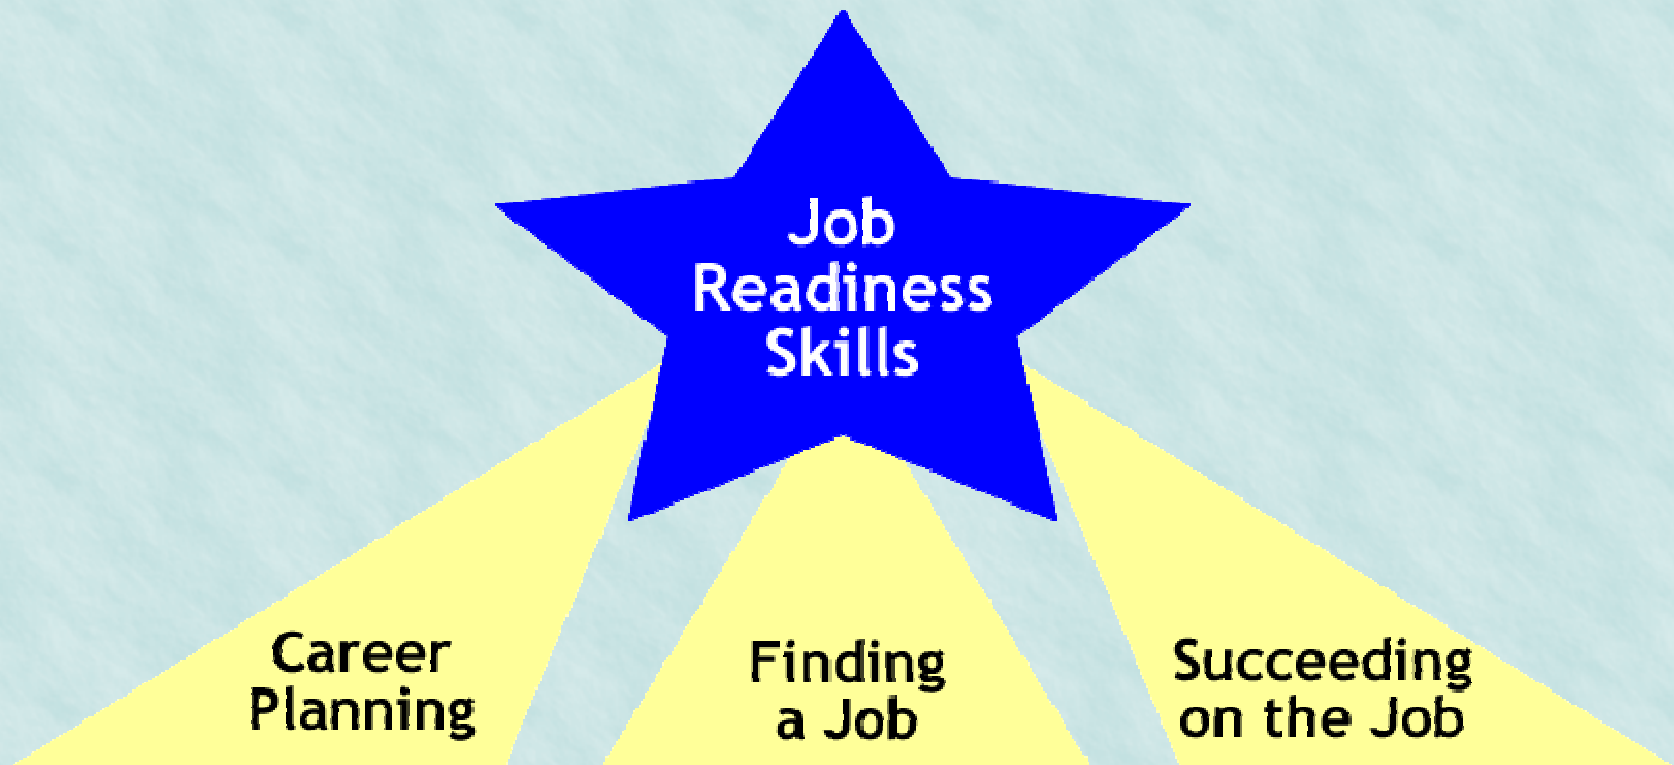 Job
Readiness
Skills
Career
Planning
Finding
a Job
Succeeding
on the Job